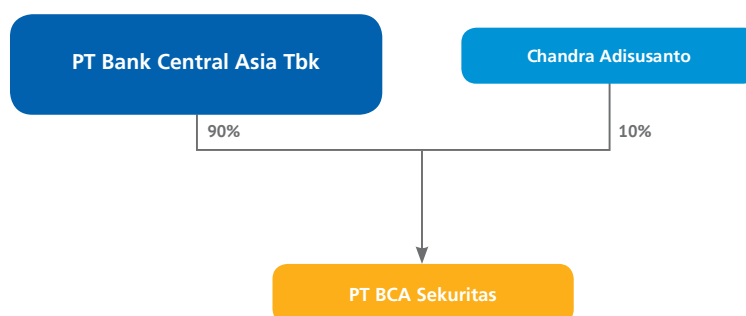 PT Bank Central Asia Tbk
Chandra Adisusanto
90%
10%
PT BCA Sekuritas